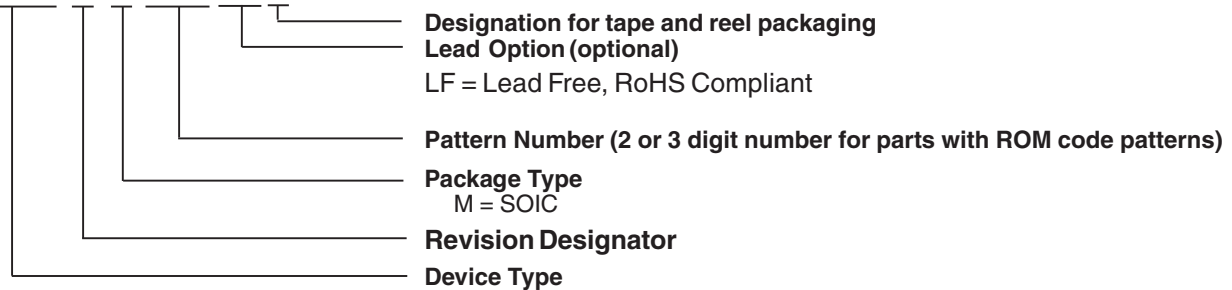 Designation for tape and reel packaging
Lead Option (optional)
LF = Lead Free, RoHS Compliant
Pattern Number (2 or 3 digit number for parts with ROM code patterns)
Package Type
M = SOIC
Revision Designator
Device Type